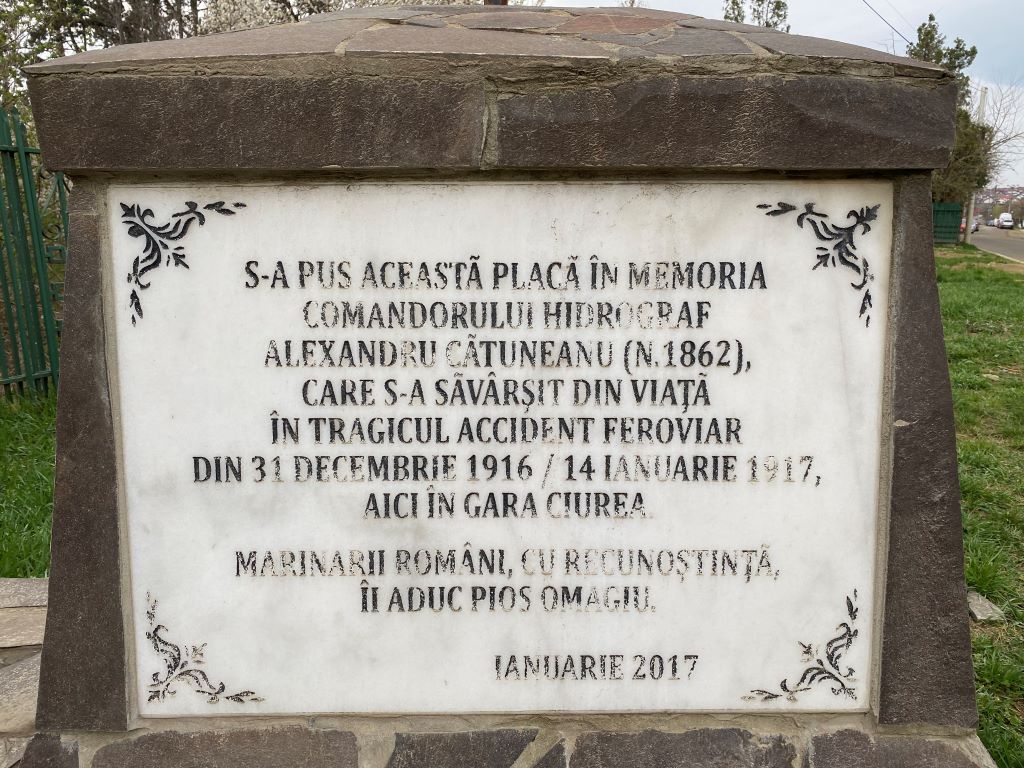 S-A PUS ACEASTĂ PLACĂ ÎN MEMORIA
COMANDORULUI HIDROGRAF
ALEXANDRU CĂTUNEANU (N.1862),
CARE S-A SĂVÂRȘIT DIN VIAȚĂ
ÎN TRAGICUL ACCIDENT FEROVIAR
DIN 31 DECEMBRIE 1916 / 14 IANUARIE 1917,
AICI ÎN GARA CIUREA.
MARINARII ROMÂNI, CU RECUNOȘTINȚĂ,
ÎI ADUC PIOS OMAGIU.
IANUARIE 2017